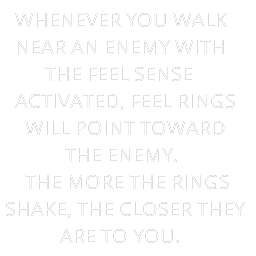 WHENEVER YOU WALK
NEAR AN ENEMY WITH
THE FEEL SENSE
ACTIVATED, FEEL RINGS
WILL POINT TOWARD
THE ENEMY.
THE MORE THE RINGS
SHAKE, THE CLOSER THEY
ARE TO YOU.